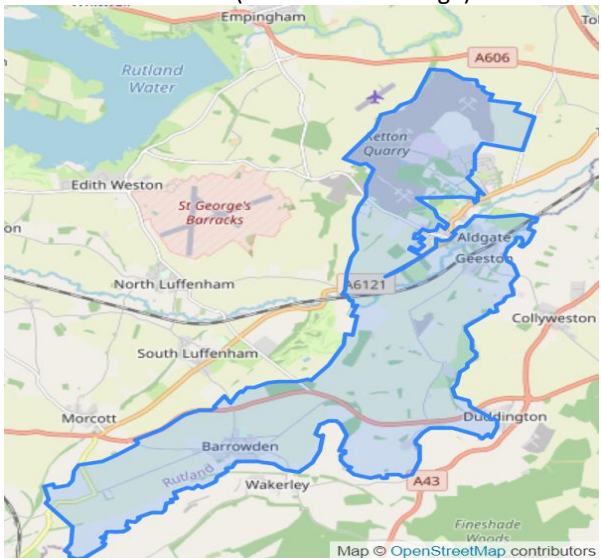 Empingham
A606
Rutland
Water
Ketton
Quarry
Edith Weston
St George's
Barracks
Aldgate
Geeston
A6121
North Luffenham
Collyweston
South Luffenham
Morcott
Duddington
Barrowden
Rutland
Wakerley
A43
Fineshade
Woods
Map © OpenStreetMap contributors